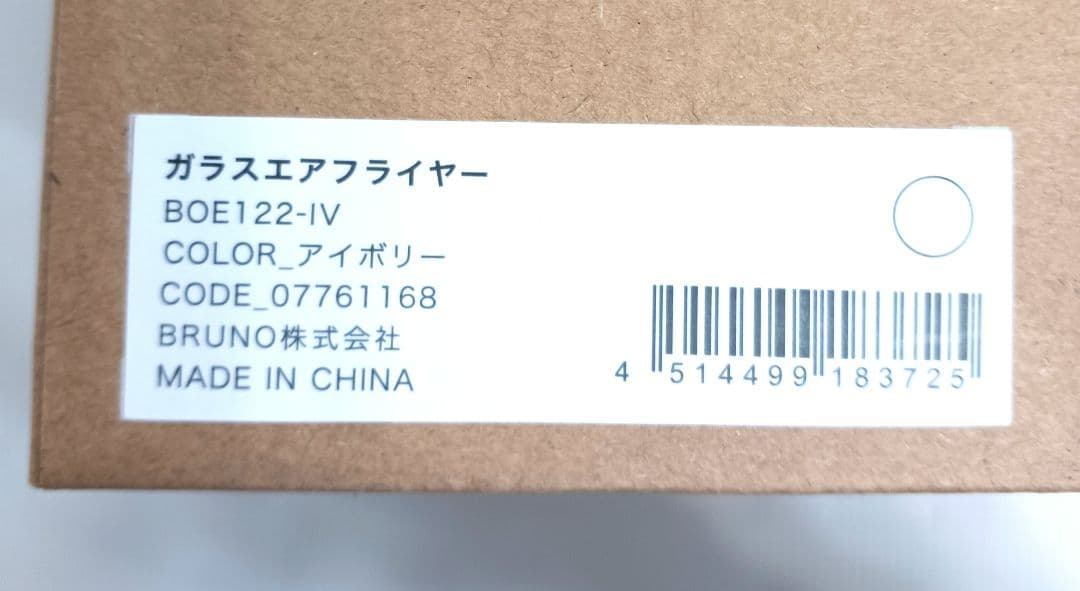 ガラスエアフライヤー
BOE122-IV
COLOR_アイボリー
CODE_07761168
BRUNO株式会社
MADE IN CHINA
4 514499 183725